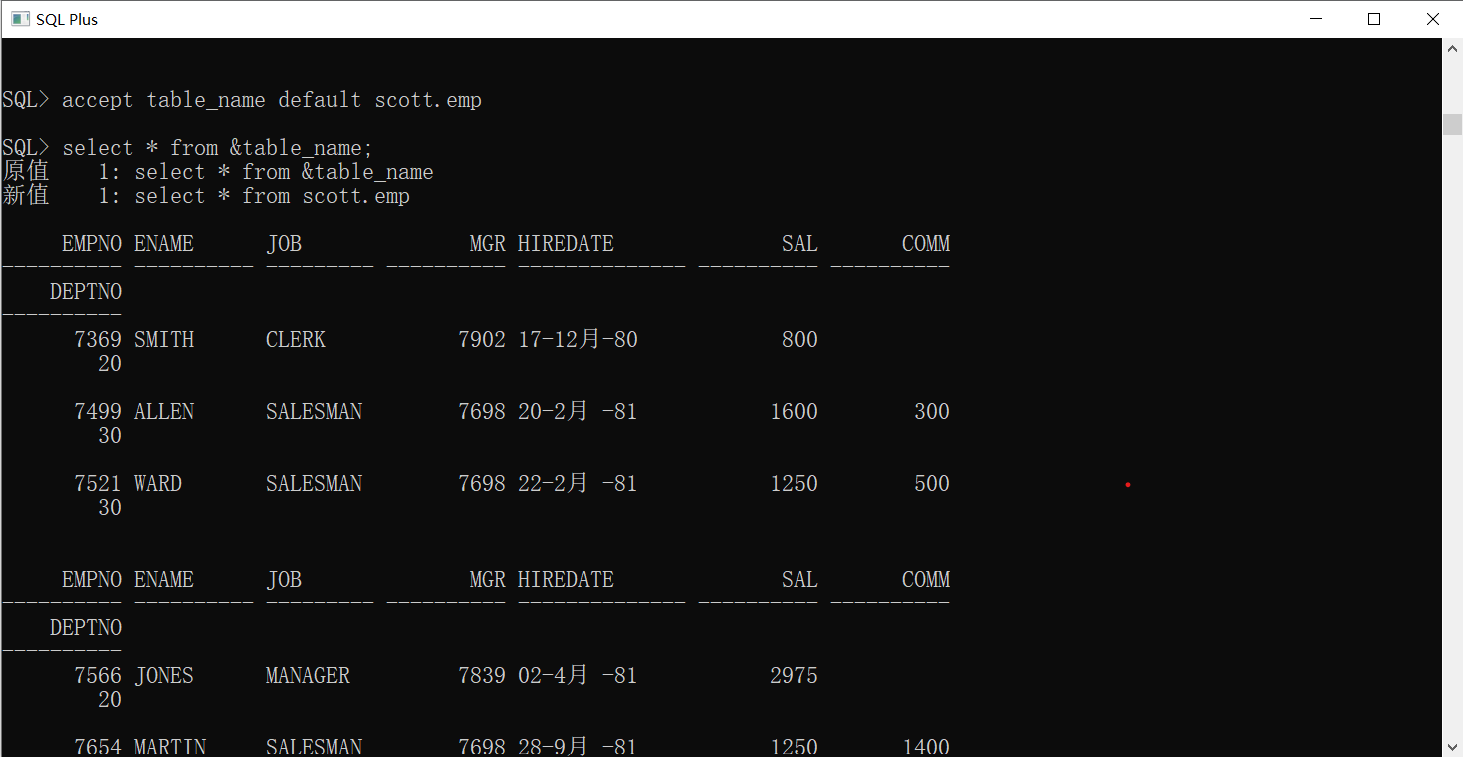 SQL Plus
SQL> accept table_name default scott.emp
SQL> select * from &table_name;
原值    1: select * from &table_name
新值    1: select * from scott.emp
     EMPNO ENAME      JOB              MGR HIREDATE              SAL       COMM
---------- ---------- --------- ---------- -------------- ---------- ----------
    DEPTNO
----------
      7369 SMITH      CLERK           7902 17-12月-80            800
        20
      7499 ALLEN      SALESMAN        7698 20-2月 -81           1600        300
        30
      7521 WARD       SALESMAN        7698 22-2月 -81           1250        500
        30
     EMPNO ENAME      JOB              MGR HIREDATE              SAL       COMM
---------- ---------- --------- ---------- -------------- ---------- ----------
    DEPTNO
----------
      7566 JONES      MANAGER         7839 02-4月 -81           2975
        20
      7654 MARTIN     SALESMAN        7698 28-9月 -81           1250       1400